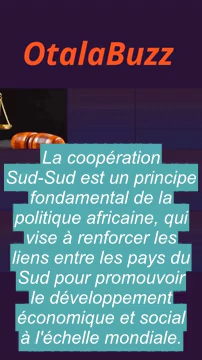 OtalaBuzz
La coopération
Sud-Sud est un principe
fondamental de la
politique africaine, qui
vise à renforcer les
liens entre les pays du
Sud pour promouvoir
le développement
économique et social
à l'échelle mondiale.